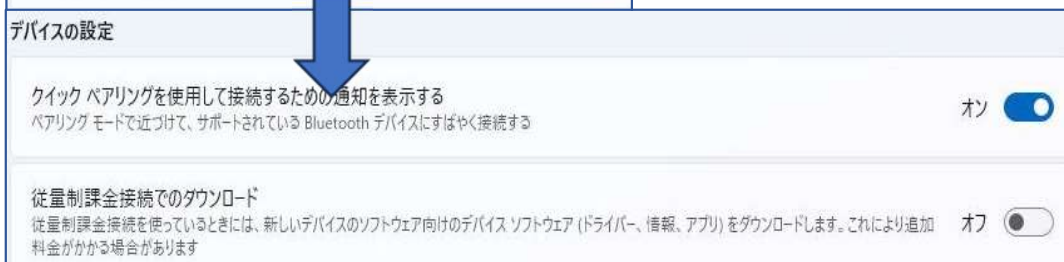 デバイスの設定
クイック ペアリングを使用して接続するための通知を表示する
ペアリング モードで近づけて、サポートされている Bluetooth デバイスにすばやく接続する
オン
従量制課金接続でのダウンロード
従量制課金接続を使っているときには、新しいデバイスのソフトウェア向けのデバイス ソフトウェア (ドライバー、情報、アプリ) をダウンロードします。これにより追加
料金がかかる場合があります
オフ